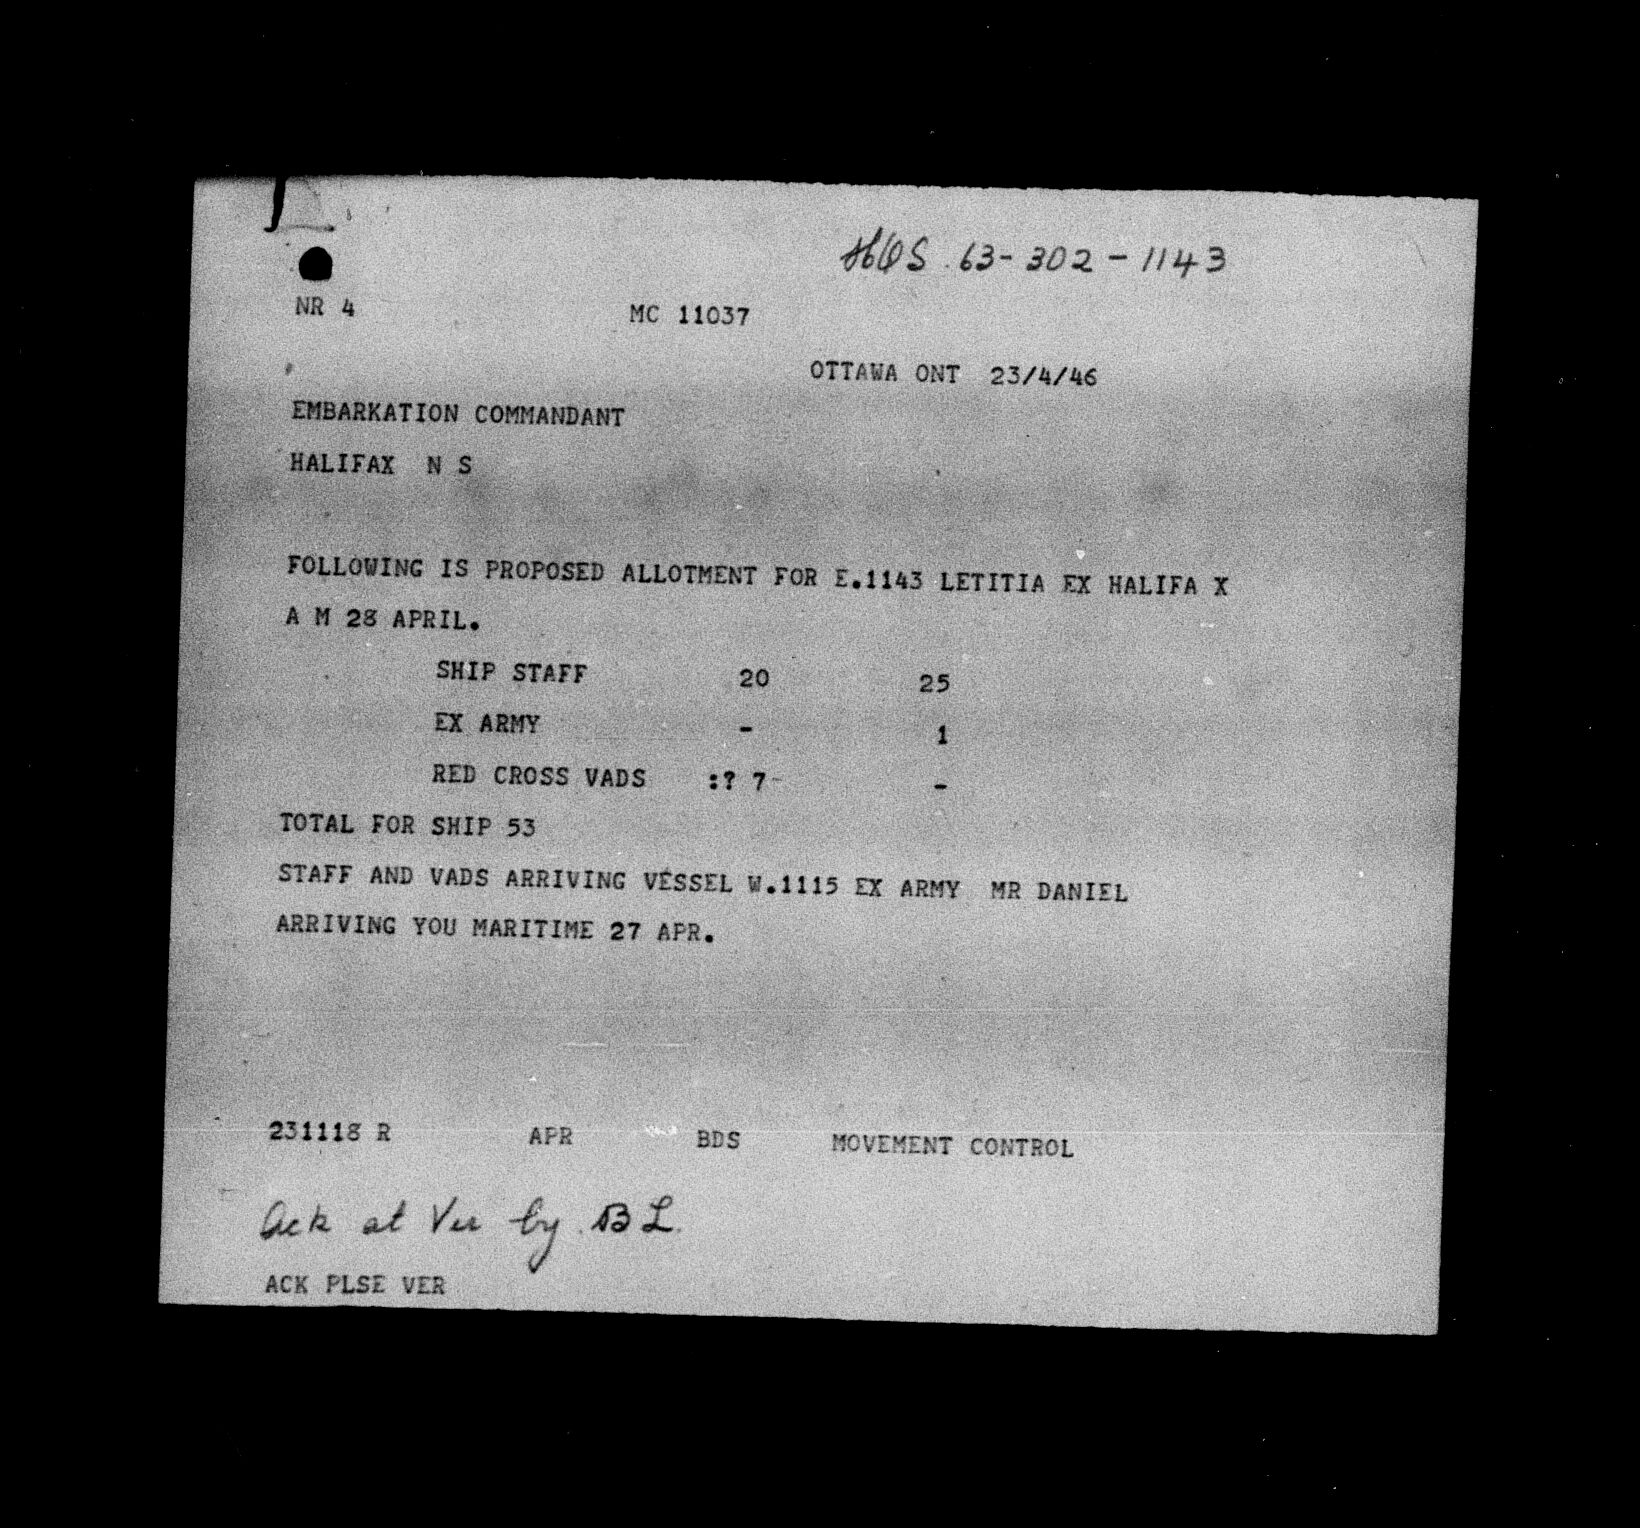 HQS 63-302-1143
NR 4 MC 11037
OTTAWA ONT 23/4/46
EMBARKATION COMMANDANT
HALIFAX N S
FOLLOWING IS PROPOSED ALLOTMENT FOR E.1143 LETITIA EX HALIFA X
A M 28 APRIL.
SHIP STAFF 20 25
EX ARMY - 1
RED CROSS VADS :? 7 -
TOTAL FOR SHIP 53
STAFF AND VADS ARRIVING VESSEL W.1115 EX ARMY MR DANIEL
ARRIVING YOU MARITIME 27 APR.
231118 R APR BDS MOVEMENT CONTROL
Ack at Ver by BL
ACK PLSE VER